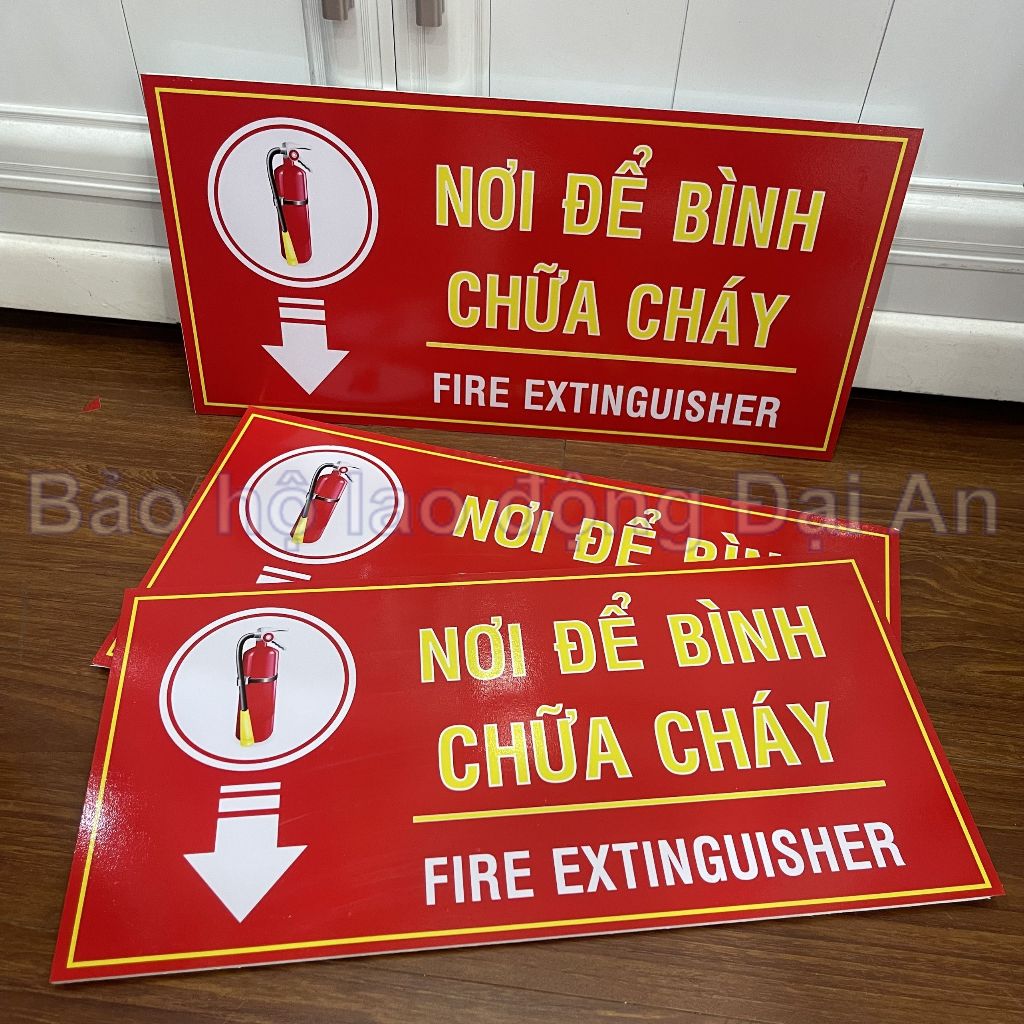 NƠI ĐỂ BÌNH
CHỮA CHÁY
FIRE EXTINGUISHER
Bảo hộ lao động Đại An
NƠI ĐỂ BÌN
NƠI ĐỂ BÌNH
CHỮA CHÁY
FIRE EXTINGUISHER